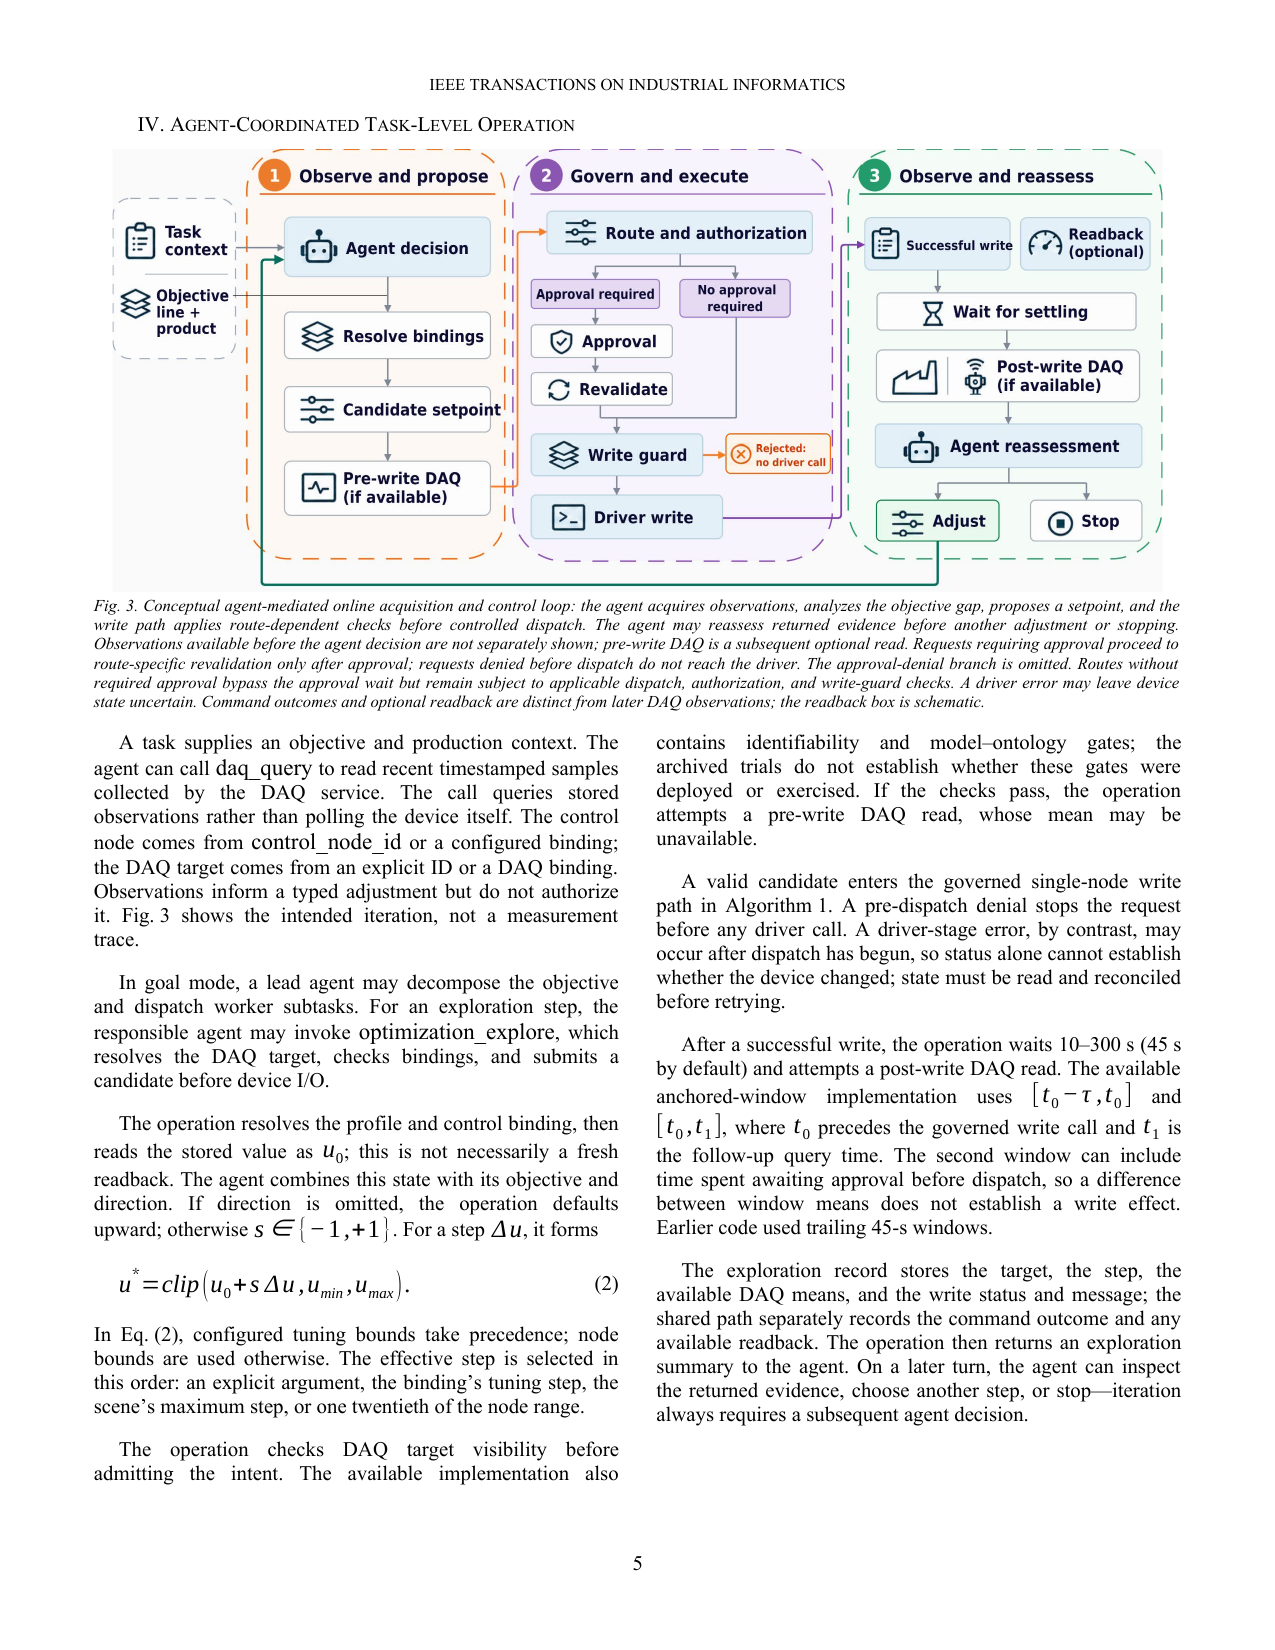 IEEE TRANSACTIONS ON INDUSTRIAL INFORMATICS
IV. AGENT-COORDINATED TASK-LEVEL OPERATION
Task
context
Objective
line +
product
1 Observe and propose
Agent decision
Resolve bindings
Candidate setpoint
Pre-write DAQ
(if available)
2 Govern and execute
Route and authorization
Approval required
No approval
required
Approval
Revalidate
Write guard
Rejected:
no driver call
Driver write
3 Observe and reassess
Successful write
Readback
(optional)
Wait for settling
Post-write DAQ
(if available)
Agent reassessment
Adjust
Stop
Fig. 3. Conceptual agent-mediated online acquisition and control loop: the agent acquires observations, analyzes the objective gap, proposes a setpoint, and the
write path applies route-dependent checks before controlled dispatch. The agent may reassess returned evidence before another adjustment or stopping.
Observations available before the agent decision are not separately shown; pre-write DAQ is a subsequent optional read. Requests requiring approval proceed to
route-specific revalidation only after approval; requests denied before dispatch do not reach the driver. The approval-denial branch is omitted. Routes without
required approval bypass the approval wait but remain subject to applicable dispatch, authorization, and write-guard checks. A driver error may leave device
state uncertain. Command outcomes and optional readback are distinct from later DAQ observations; the readback box is schematic.
A task supplies an objective and production context. The
agent can call daq_query to read recent timestamped samples
collected by the DAQ service. The call queries stored
observations rather than polling the device itself. The control
node comes from control_node_id or a configured binding;
the DAQ target comes from an explicit ID or a DAQ binding.
Observations inform a typed adjustment but do not authorize
it. Fig. 3 shows the intended iteration, not a measurement
trace.
In goal mode, a lead agent may decompose the objective
and dispatch worker subtasks. For an exploration step, the
responsible agent may invoke optimization_explore, which
resolves the DAQ target, checks bindings, and submits a
candidate before device I/O.
The operation resolves the profile and control binding, then
reads the stored value as u₀; this is not necessarily a fresh
readback. The agent combines this state with its objective and
direction. If direction is omitted, the operation defaults
upward; otherwise s ∈ {−1,+1}. For a step Δu, it forms
u* = clip(u₀ + s Δu, u_min, u_max). (2)
In Eq. (2), configured tuning bounds take precedence; node
bounds are used otherwise. The effective step is selected in
this order: an explicit argument, the binding’s tuning step, the
scene’s maximum step, or one twentieth of the node range.
The operation checks DAQ target visibility before
admitting the intent. The available implementation also
contains identifiability and model–ontology gates; the
archived trials do not establish whether these gates were
deployed or exercised. If the checks pass, the operation
attempts a pre-write DAQ read, whose mean may be
unavailable.
A valid candidate enters the governed single-node write
path in Algorithm 1. A pre-dispatch denial stops the request
before any driver call. A driver-stage error, by contrast, may
occur after dispatch has begun, so status alone cannot establish
whether the device changed; state must be read and reconciled
before retrying.
After a successful write, the operation waits 10–300 s (45 s
by default) and attempts a post-write DAQ read. The available
anchored-window implementation uses [t₀ − τ, t₀] and
[t₀, t₁], where t₀ precedes the governed write call and t₁ is
the follow-up query time. The second window can include
time spent awaiting approval before dispatch, so a difference
between window means does not establish a write effect.
Earlier code used trailing 45-s windows.
The exploration record stores the target, the step, the
available DAQ means, and the write status and message; the
shared path separately records the command outcome and any
available readback. The operation then returns an exploration
summary to the agent. On a later turn, the agent can inspect
the returned evidence, choose another step, or stop—iteration
always requires a subsequent agent decision.
5